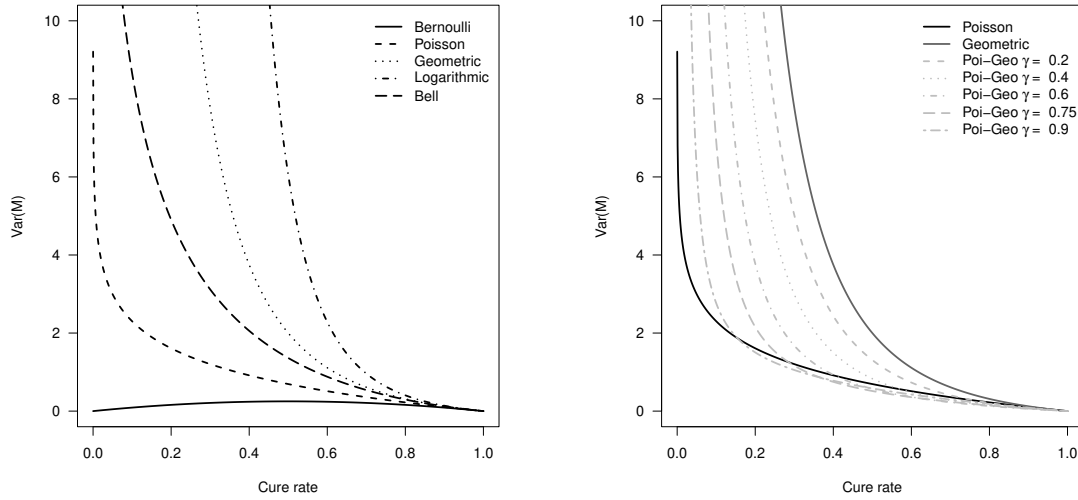 10
8
6
4
2
0
Var(M)
0.0 0.2 0.4 0.6 0.8 1.0
Cure rate
Bernoulli
Poisson
Geometric
Logarithmic
Bell
10
8
6
4
2
0
Var(M)
0.0 0.2 0.4 0.6 0.8 1.0
Cure rate
Poisson
Geometric
Poi-Geo γ = 0.2
Poi-Geo γ = 0.4
Poi-Geo γ = 0.6
Poi-Geo γ = 0.75
Poi-Geo γ = 0.9